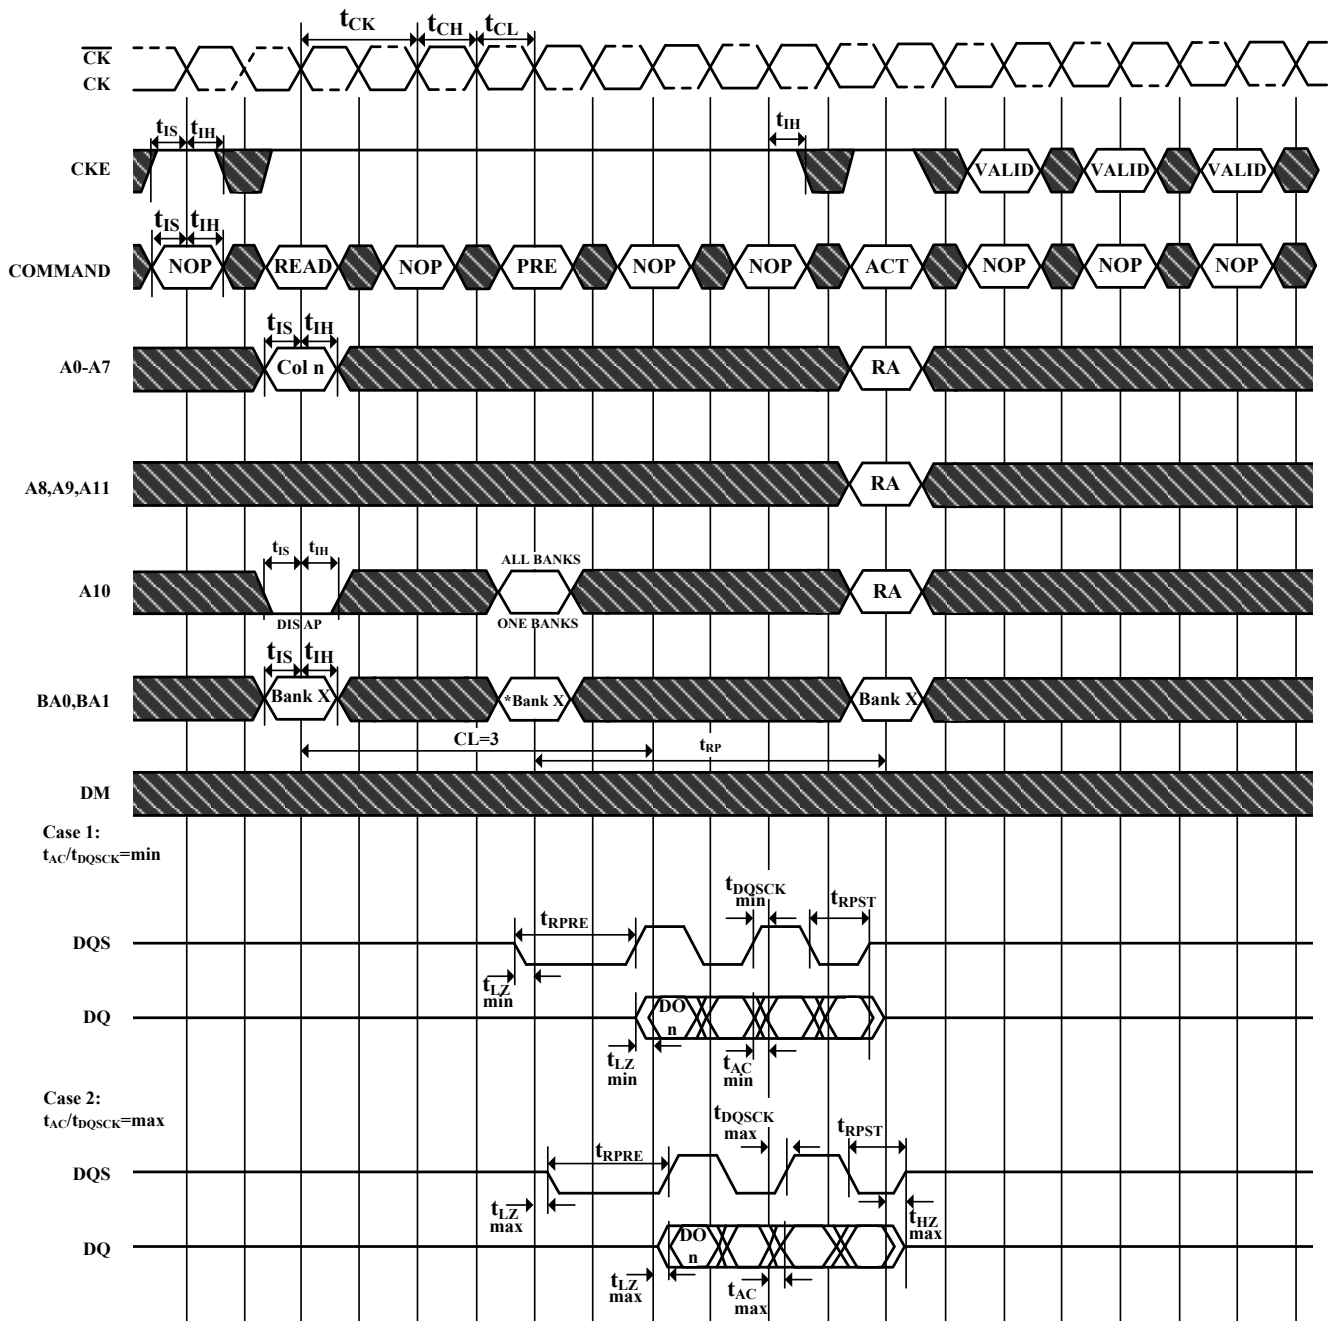 tCK tCH tCL
CK
CK
tIS tIH tIH
CKE VALID VALID VALID
tIS tIH
COMMAND NOP READ NOP PRE NOP NOP ACT NOP NOP NOP
tIS tIH
A0-A7 Col n RA
A8,A9,A11 RA
tIS tIH ALL BANKS
A10 RA
DIS AP ONE BANKS
tIS tIH
BA0,BA1 Bank X *Bank X Bank X
CL=3 tRP
DM
Case 1:
tAC/tDQSCK=min
tDQSCK min tRPST
tRPRE
DQS
tLZ min
DQ DO n
tLZ min tAC min
Case 2:
tAC/tDQSCK=max
tDQSCK max tRPST
tRPRE
DQS
tLZ max tHZ max
DQ DO n
tLZ max tAC max